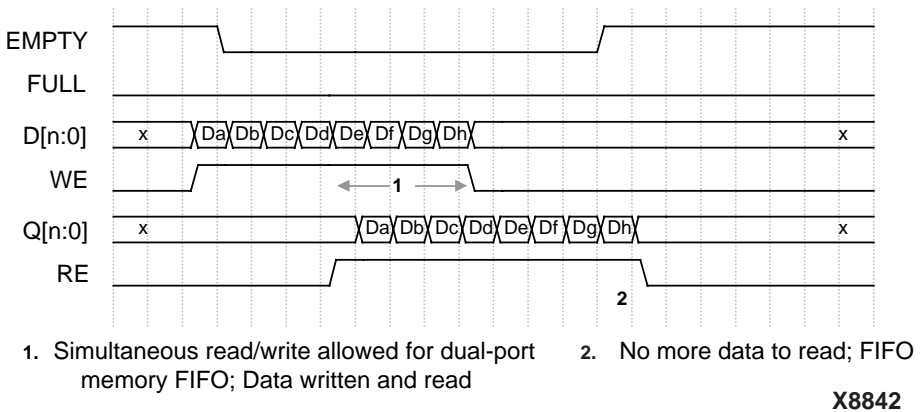 EMPTY
FULL
D[n:0] x Da Db Dc Dd De Df Dg Dh x
WE 1
Q[n:0] x Da Db Dc Dd De Df Dg Dh x
RE
2
1. Simultaneous read/write allowed for dual-port 2. No more data to read; FIFO
memory FIFO; Data written and read
X8842